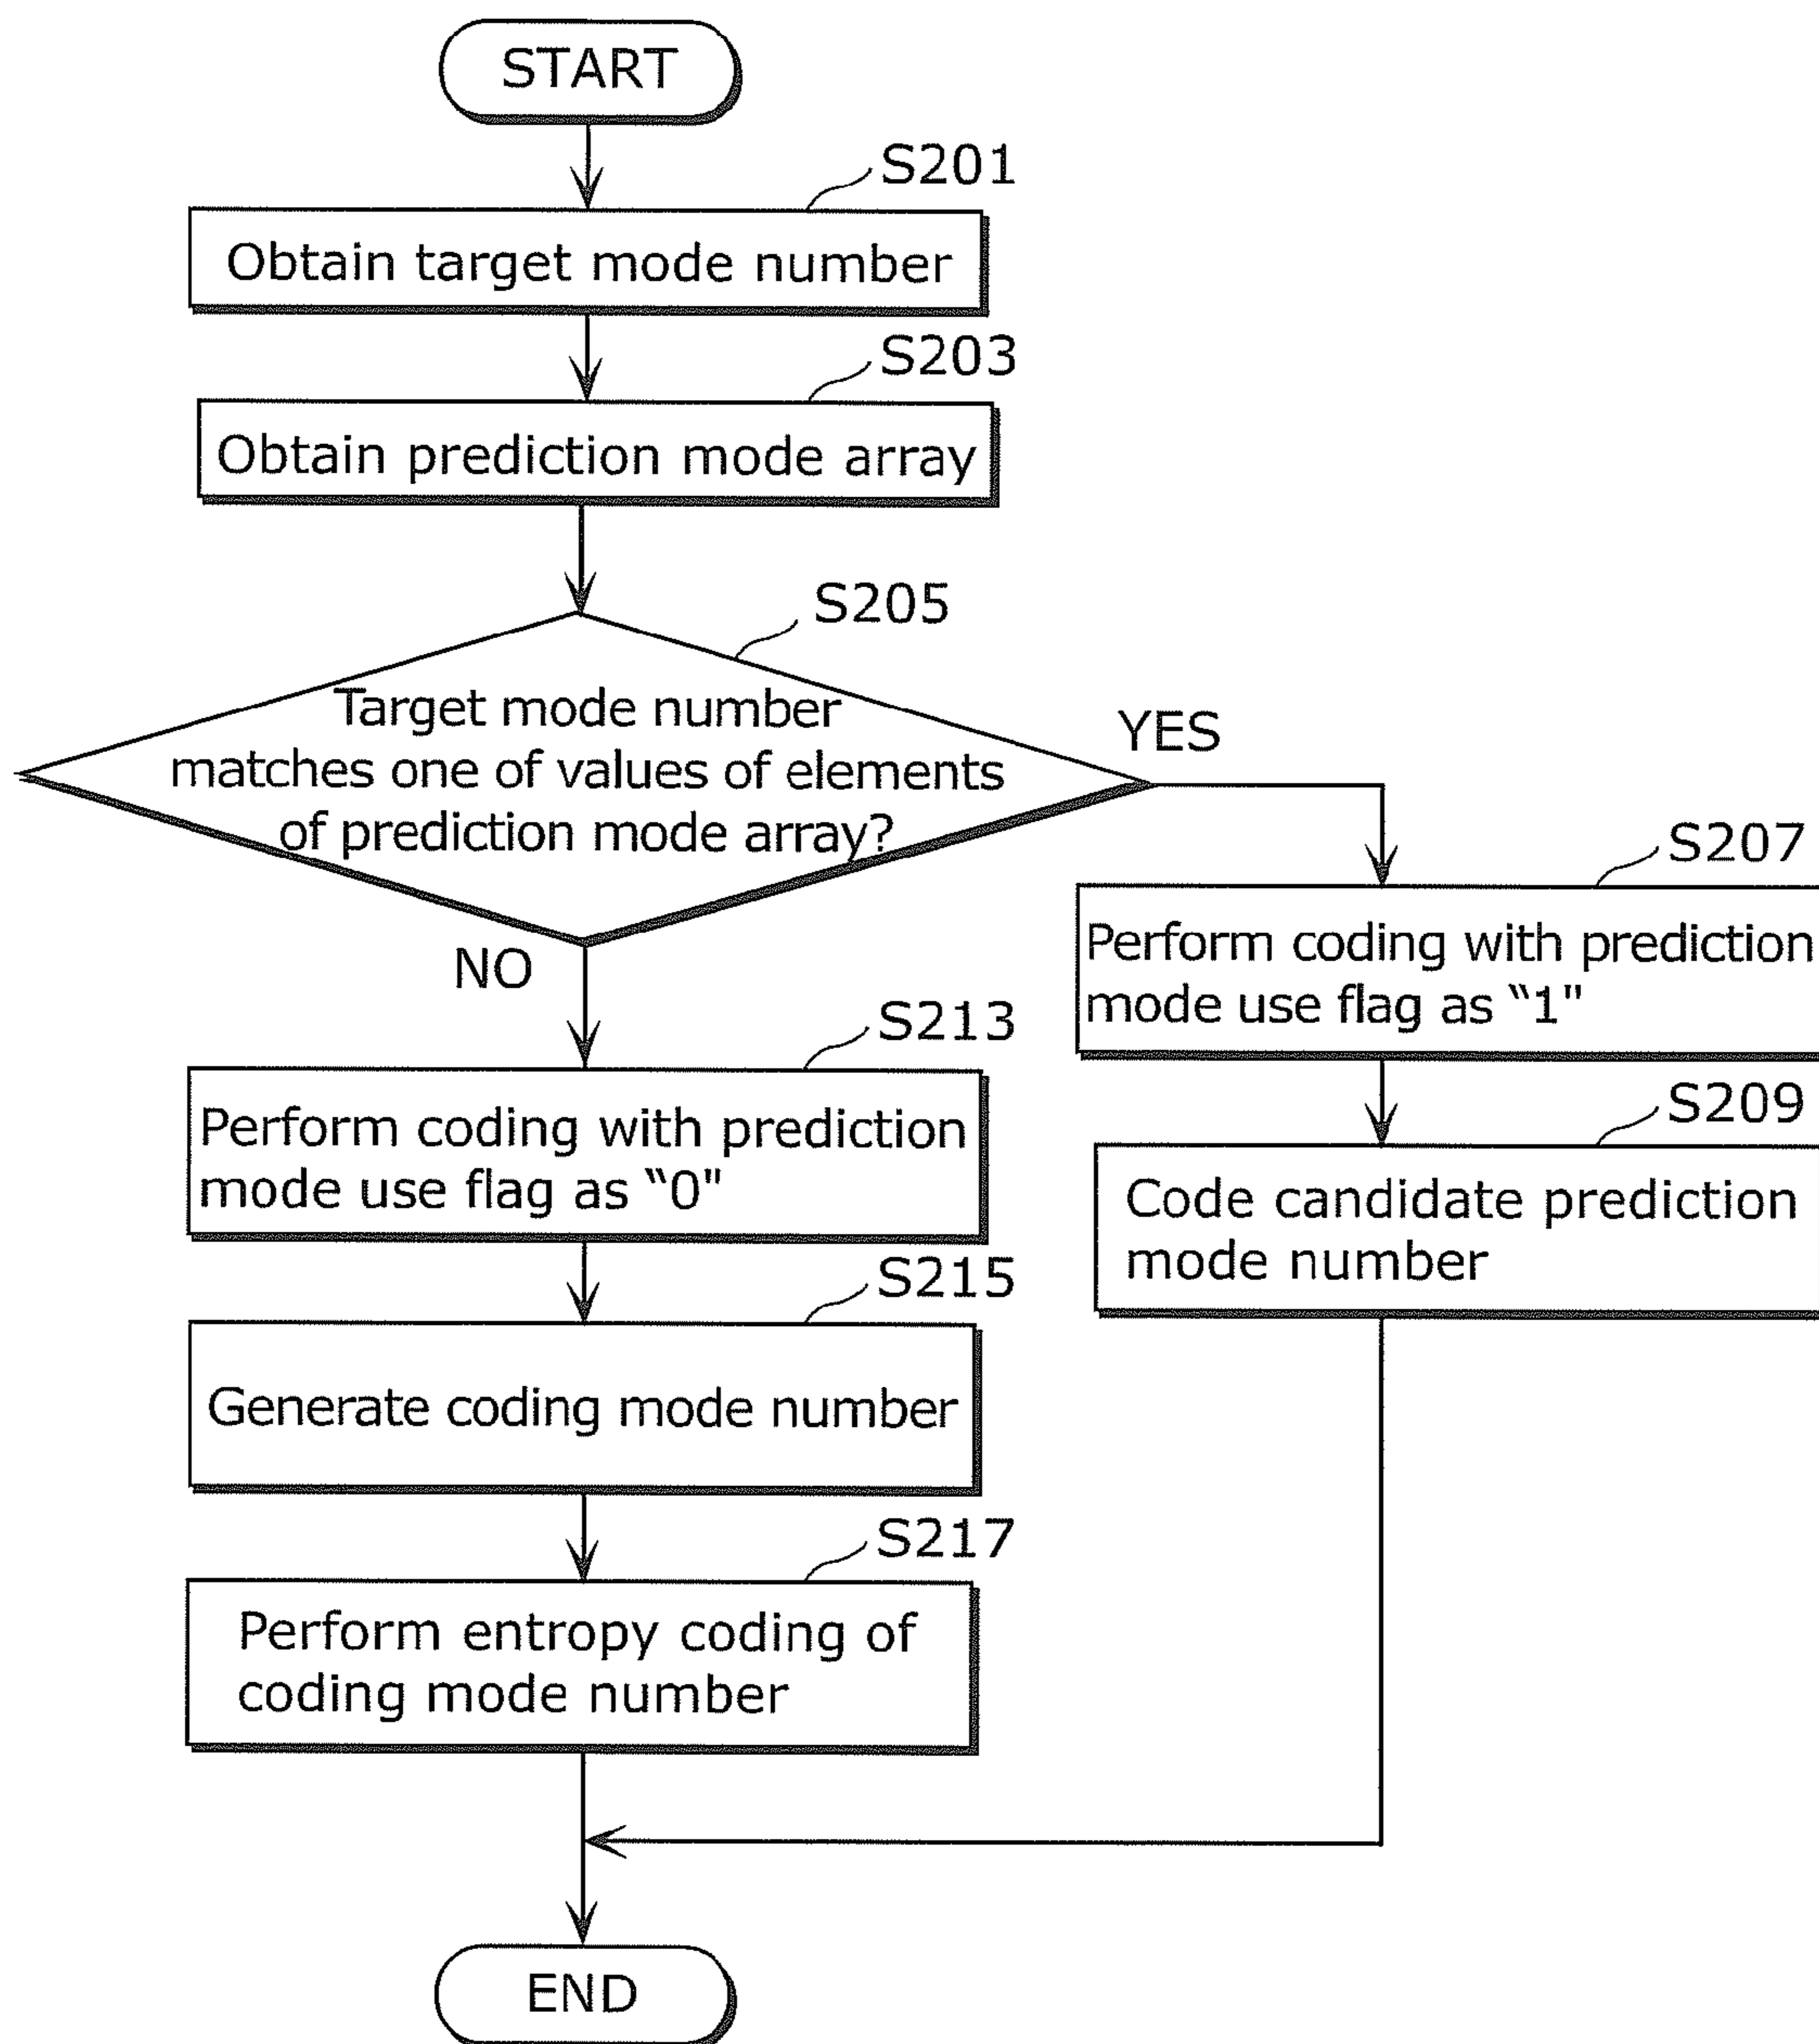 START
S201
Obtain target mode number
S203
Obtain prediction mode array
S205
Target mode number
matches one of values of elements
of prediction mode array?
YES
NO
S207
Perform coding with prediction
mode use flag as “1"
S209
Code candidate prediction
mode number
S213
Perform coding with prediction
mode use flag as “0"
S215
Generate coding mode number
S217
Perform entropy coding of
coding mode number
END